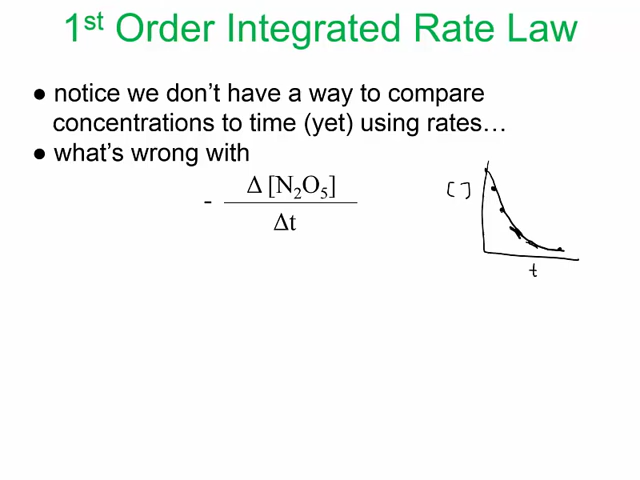 1st Order Integrated Rate Law
● notice we don't have a way to compare
concentrations to time (yet) using rates…
● what's wrong with
- Δ [N2O5]
Δt
[ ]
t